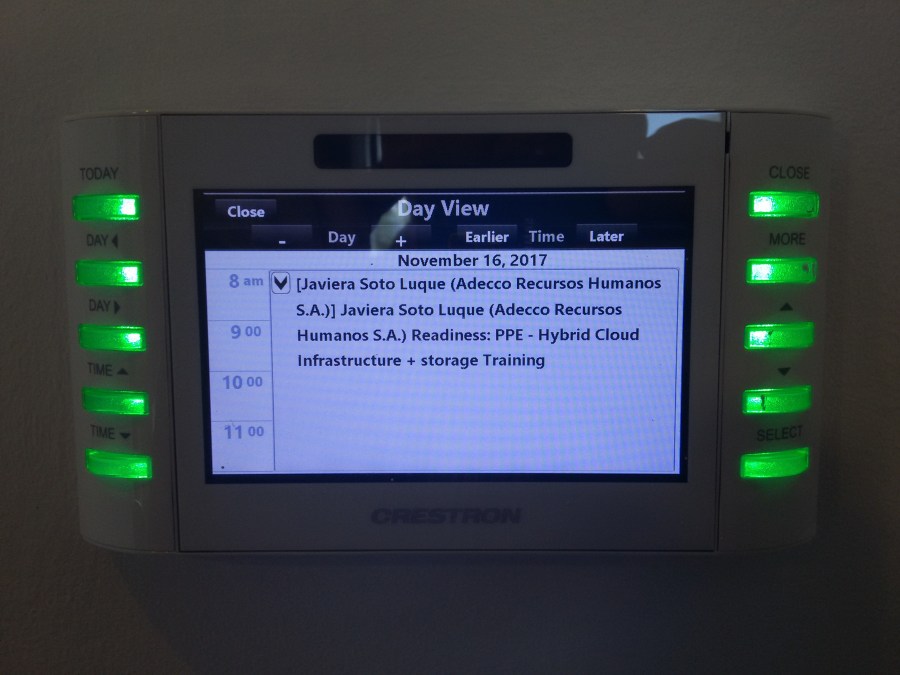 TODAY
DAY
DAY
TIME
TIME
Close
Day View
- Day + Earlier Time Later
November 16, 2017
8 am
9 00
10 00
11 00
[Javiera Soto Luque (Adecco Recursos Humanos
S.A.)] Javiera Soto Luque (Adecco Recursos
Humanos S.A.) Readiness: PPE - Hybrid Cloud
Infrastructure + storage Training
CRESTRON
CLOSE
MORE
SELECT